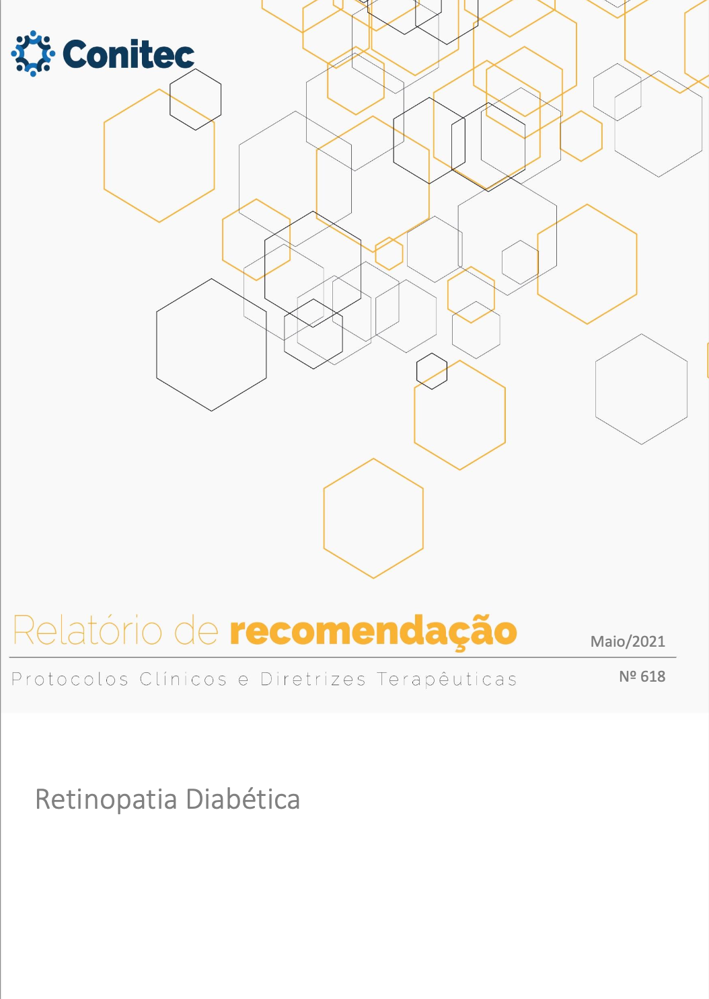 Conitec
Relatório de recomendação
Maio/2021
Protocolos Clínicos e Diretrizes Terapêuticas
Nº 618
Retinopatia Diabética